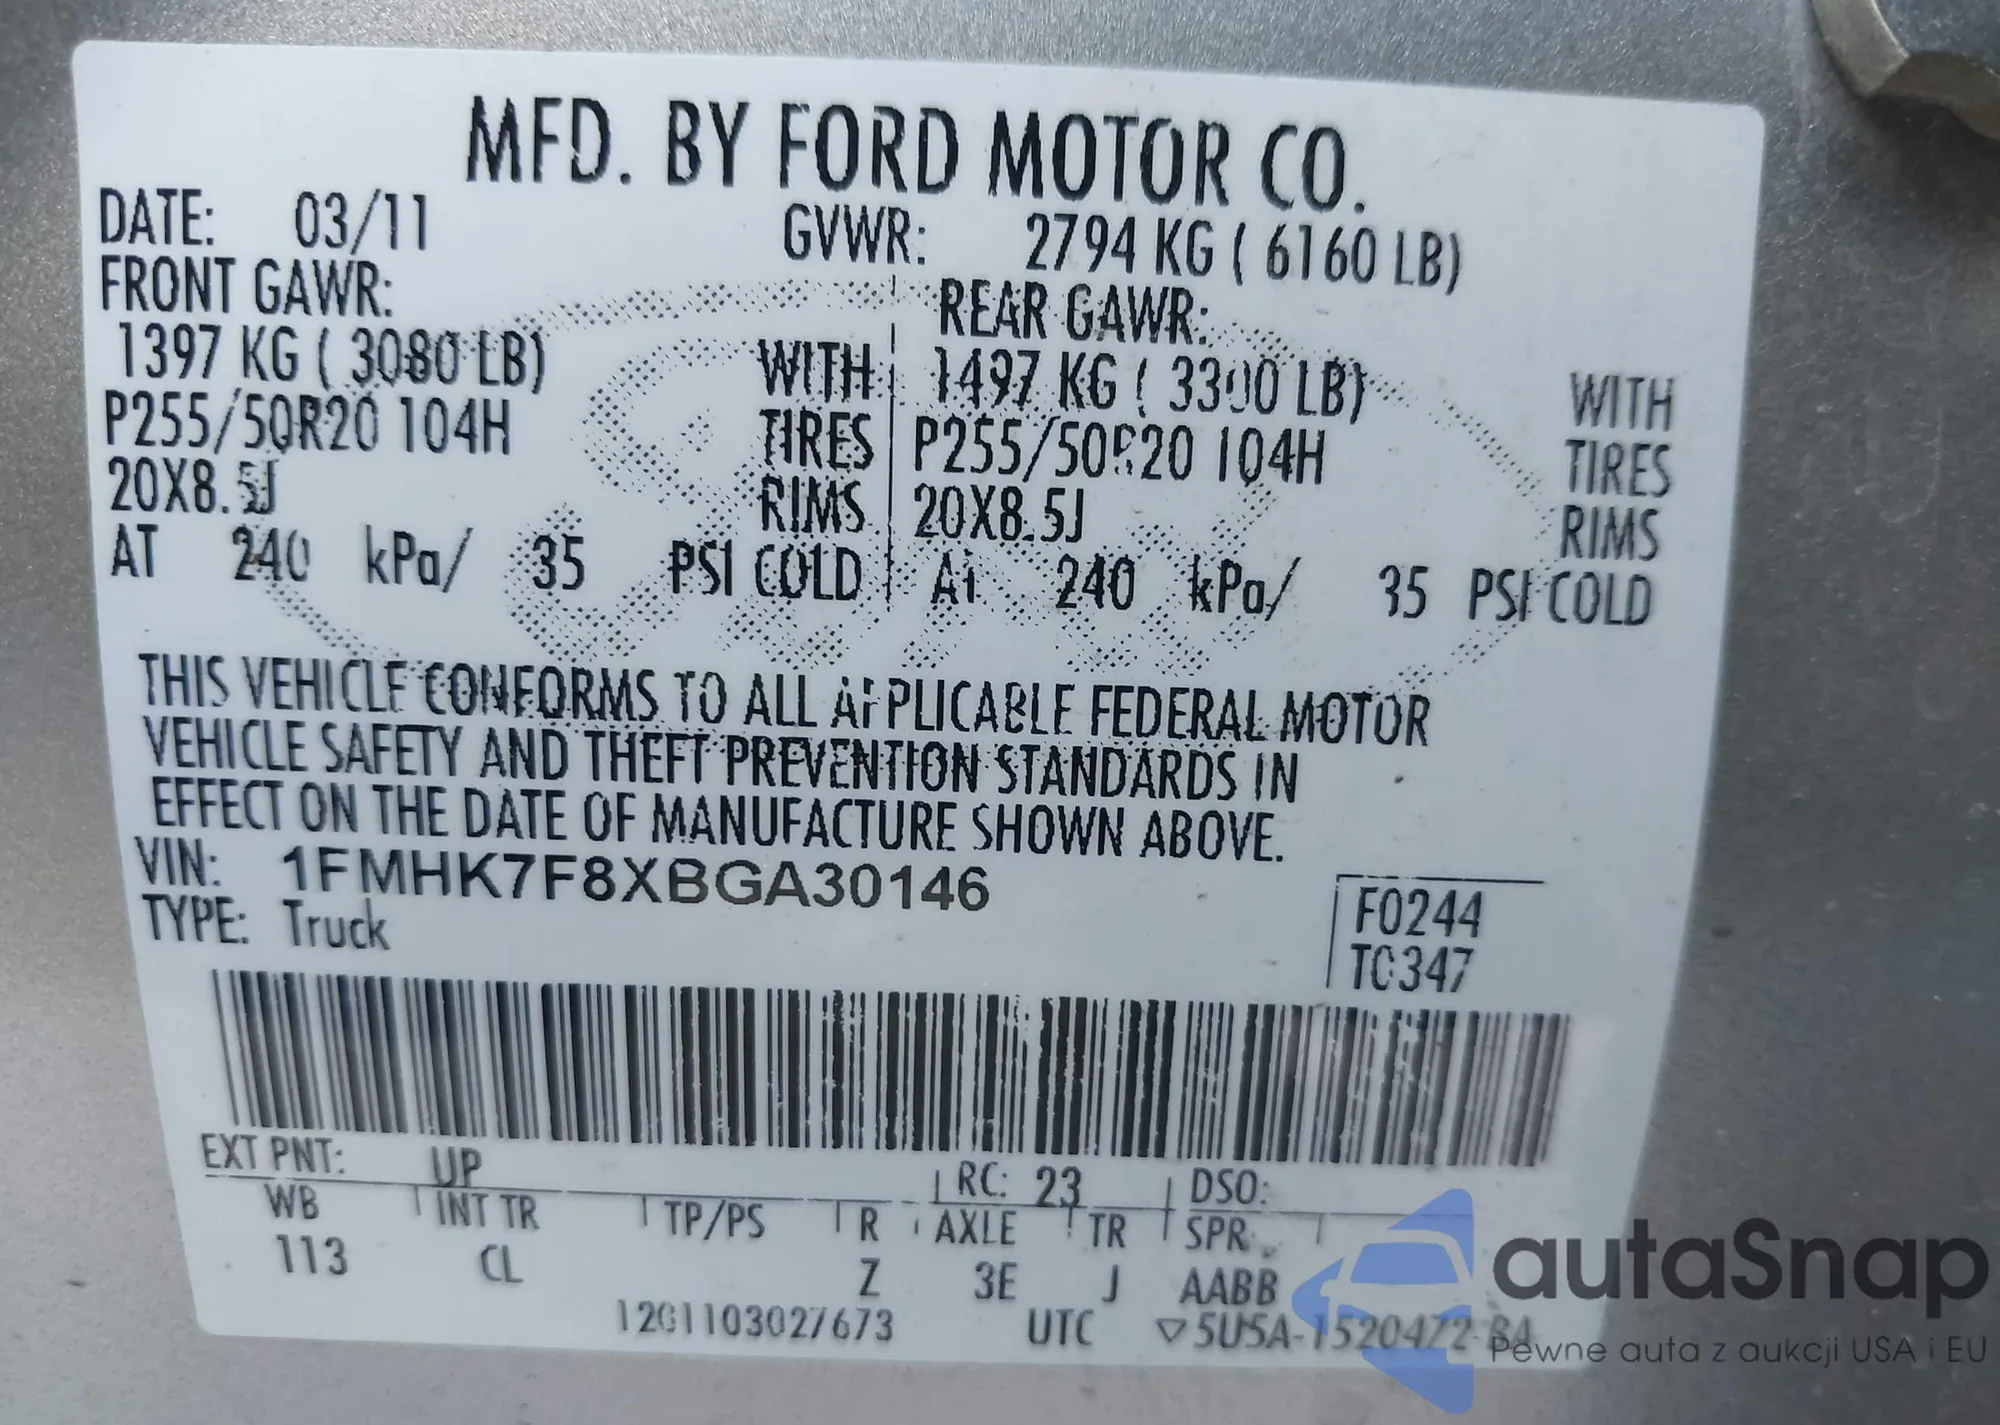 MFD. BY FORD MOTOR CO.
DATE: 03/11 GVWR: 2794 KG ( 6160 LB)
FRONT GAWR: REAR GAWR:
1397 KG ( 3080 LB) WITH 1497 KG ( 3300 LB) WITH
P255/50R20 104H TIRES P255/50R20 104H TIRES
20X8.5J RIMS 20X8.5J RIMS
AT 240 kPa/ 35 PSI COLD AT 240 kPa/ 35 PSI COLD
THIS VEHICLE CONFORMS TO ALL APPLICABLE FEDERAL MOTOR
VEHICLE SAFETY AND THEFT PREVENTION STANDARDS IN
EFFECT ON THE DATE OF MANUFACTURE SHOWN ABOVE.
VIN: 1FMHK7F8XBGA30146
TYPE: Truck
F0244
TC347
EXT PNT: UP RC: 23 DSO:
WB INT TR TP/PS R AXLE TR SPR
113 CL Z 3E J AABB
12G1103027673 UTC ▽5U5A-1520472-BA
autaSnap
Pewne auta z aukcji USA i EU